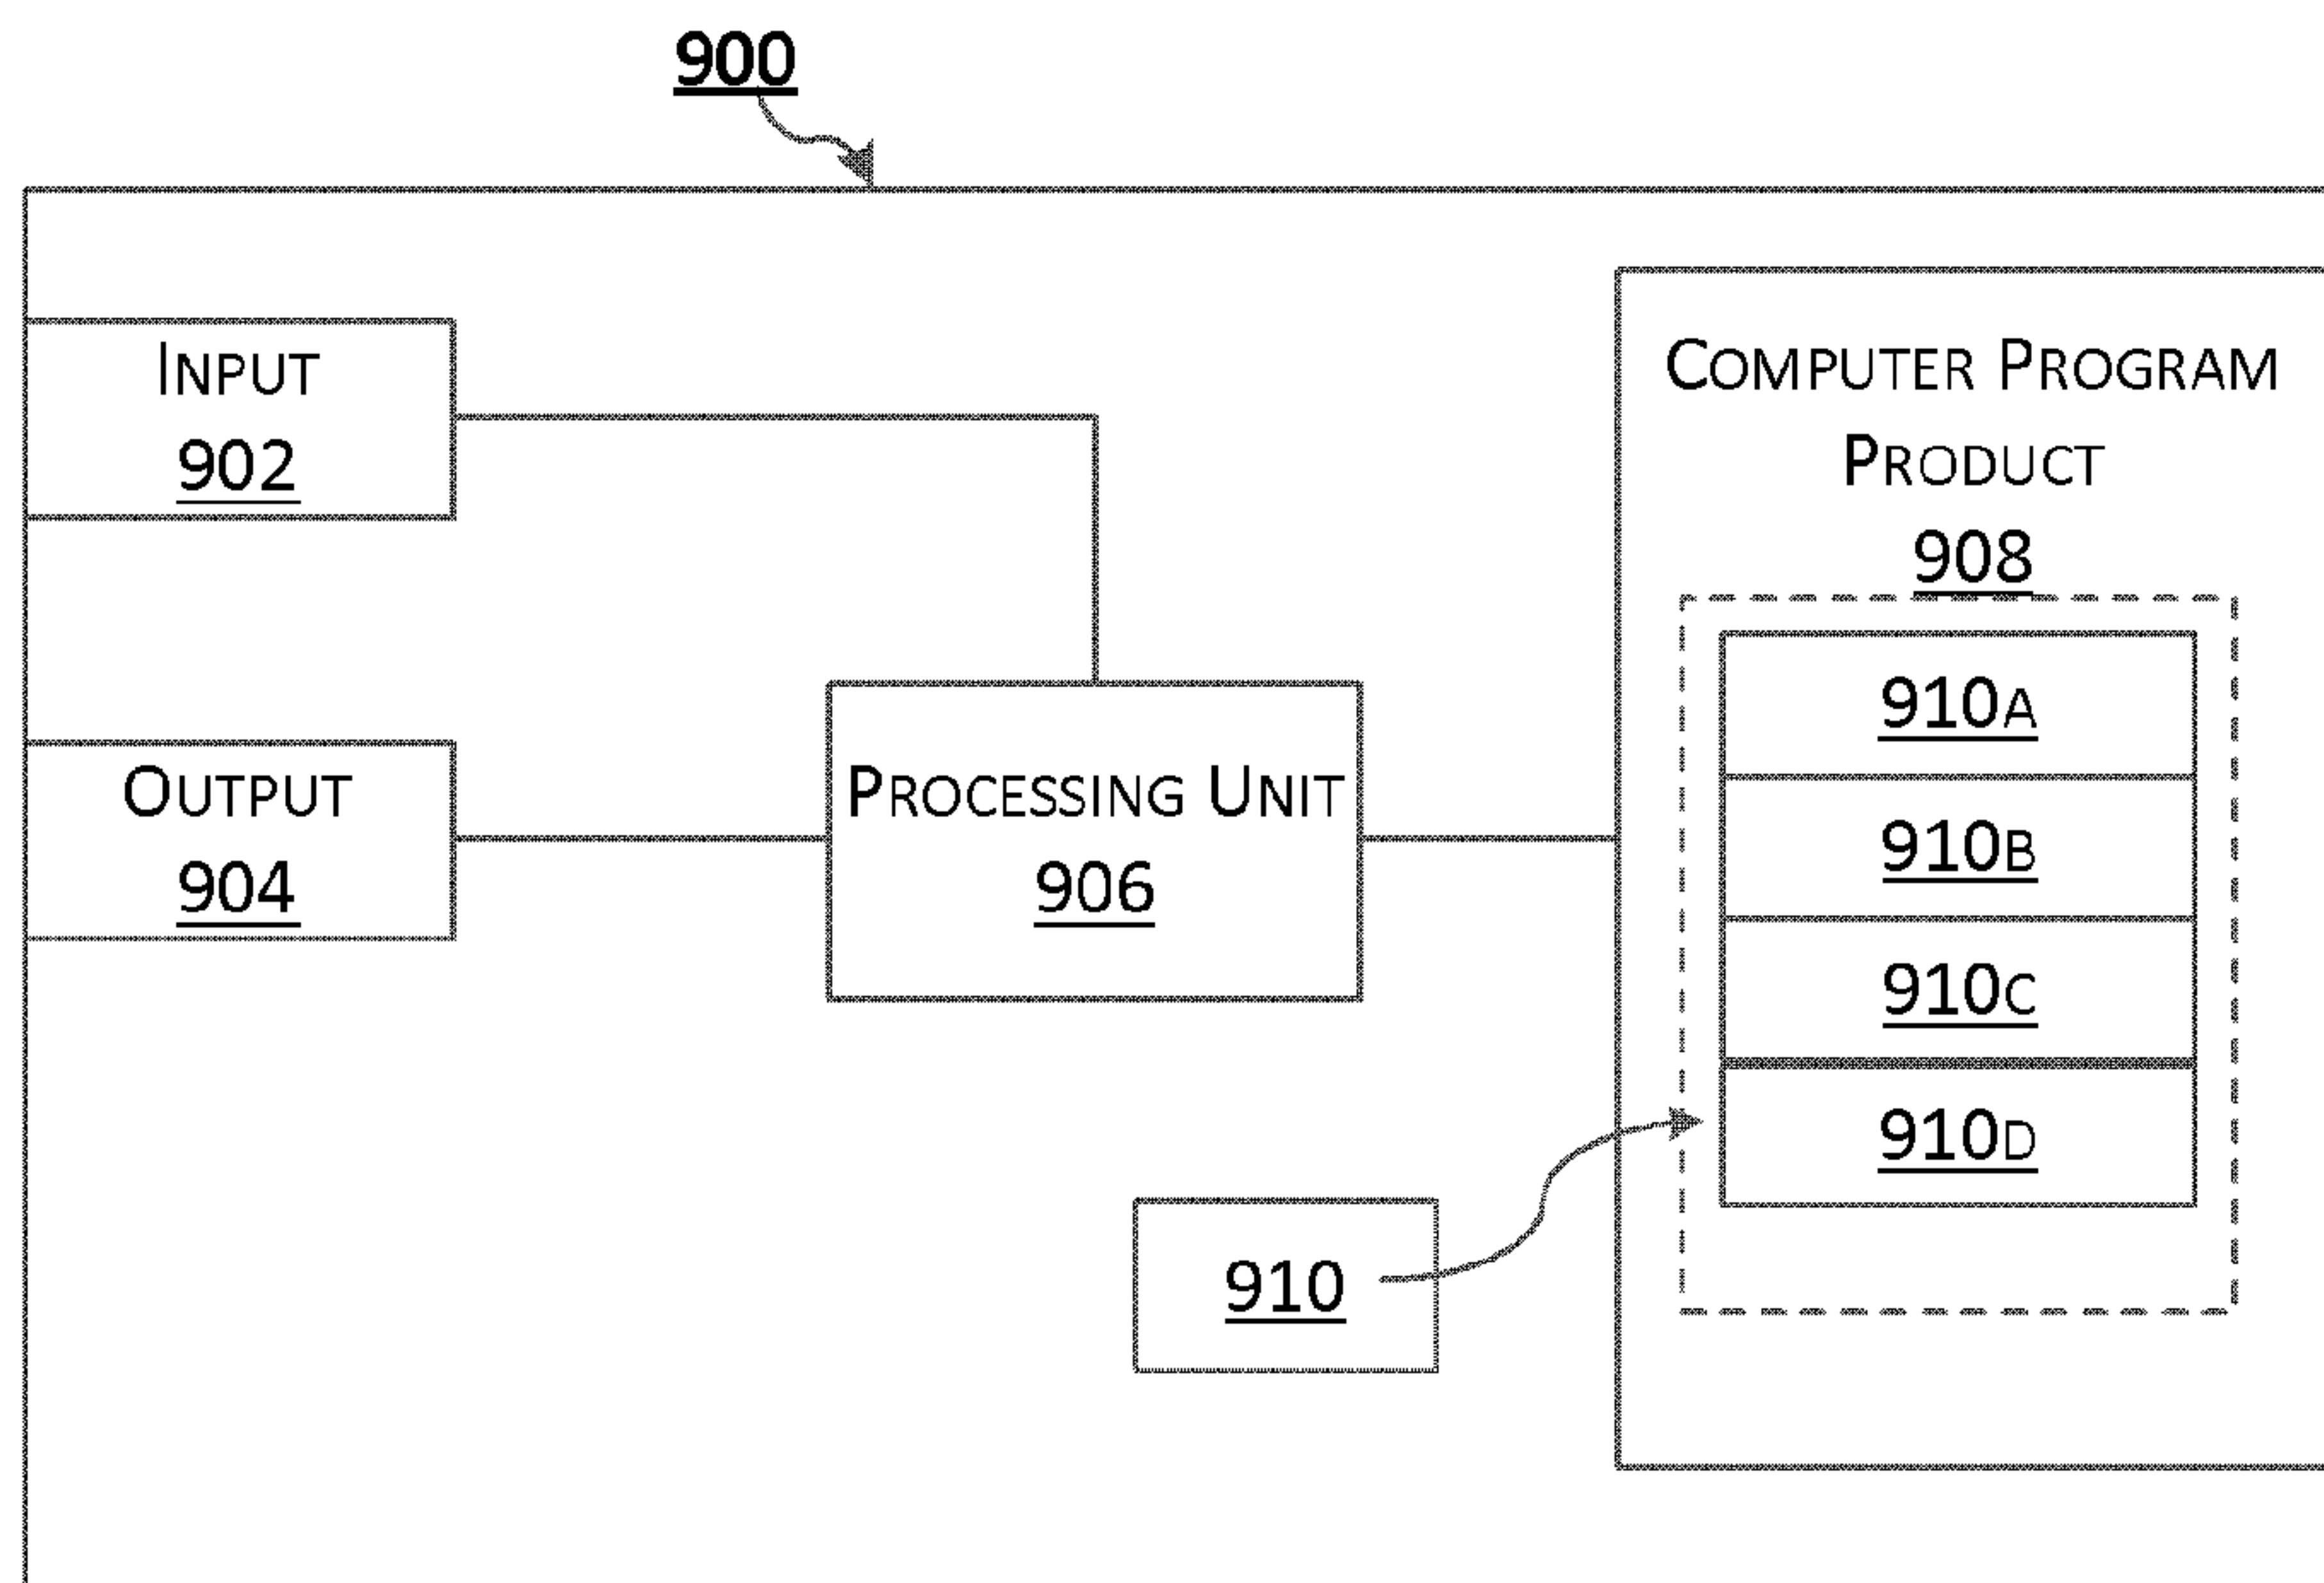 900
INPUT
902
OUTPUT
904
PROCESSING UNIT
906
COMPUTER PROGRAM
PRODUCT
908
910A
910B
910C
910D
910